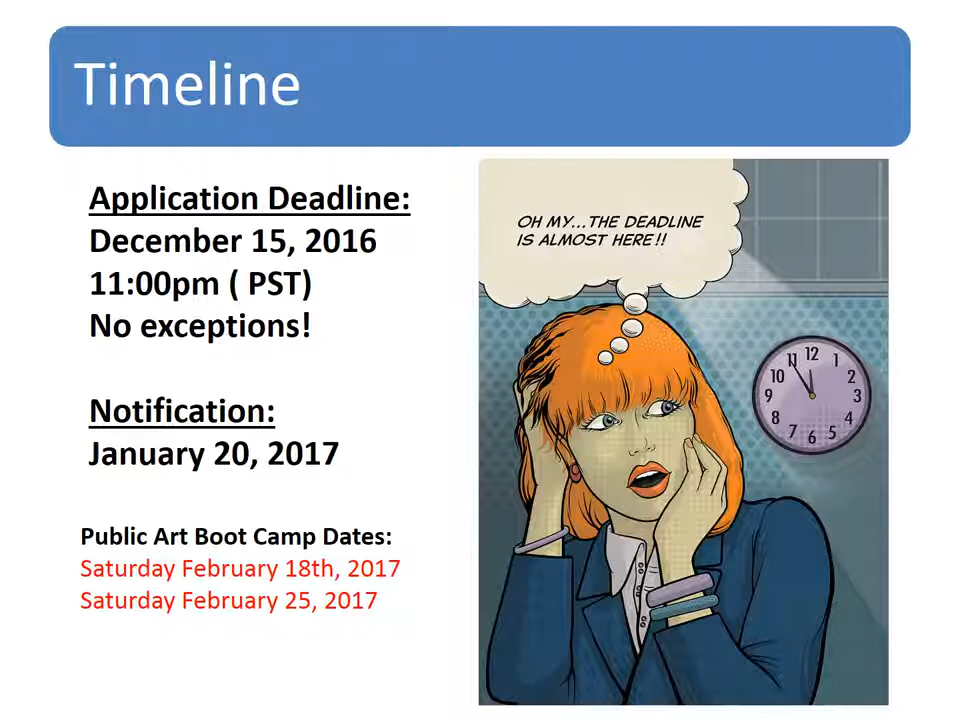 Timeline
Application Deadline:
December 15, 2016
11:00pm ( PST)
No exceptions!
Notification:
January 20, 2017
Public Art Boot Camp Dates:
Saturday February 18th, 2017
Saturday February 25, 2017
OH MY...THE DEADLINE
IS ALMOST HERE!!
12
11 1
10 2
9 3
8 4
7 5
6